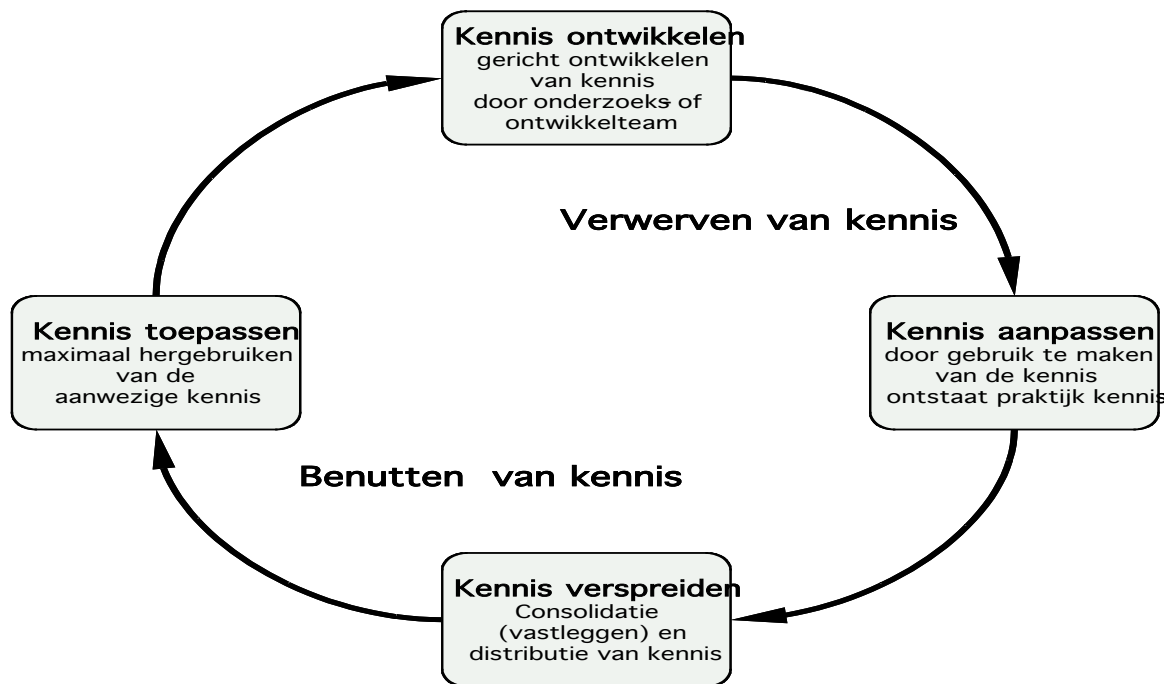 Kennis ontwikkelen
gericht ontwikkelen
van kennis
door onderzoeks- of
ontwikkelteam
Verwerven van kennis
Kennis toepassen
maximaal hergebruiken
van de
aanwezige kennis
Kennis aanpassen
door gebruik te maken
van de kennis
ontstaat praktijk kennis
Benutten van kennis
Kennis verspreiden
Consolidatie
(vastleggen) en
distributie van kennis